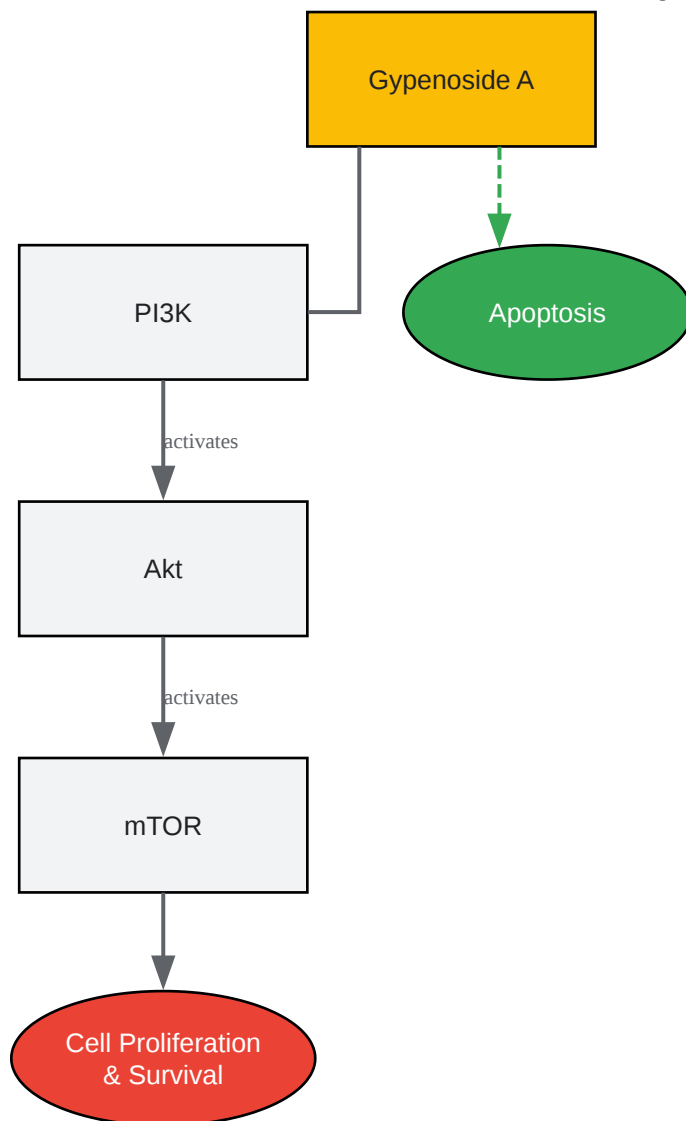 Gypenoside A
PI3K
Apoptosis
activates
Akt
activates
mTOR
Cell Proliferation
& Survival